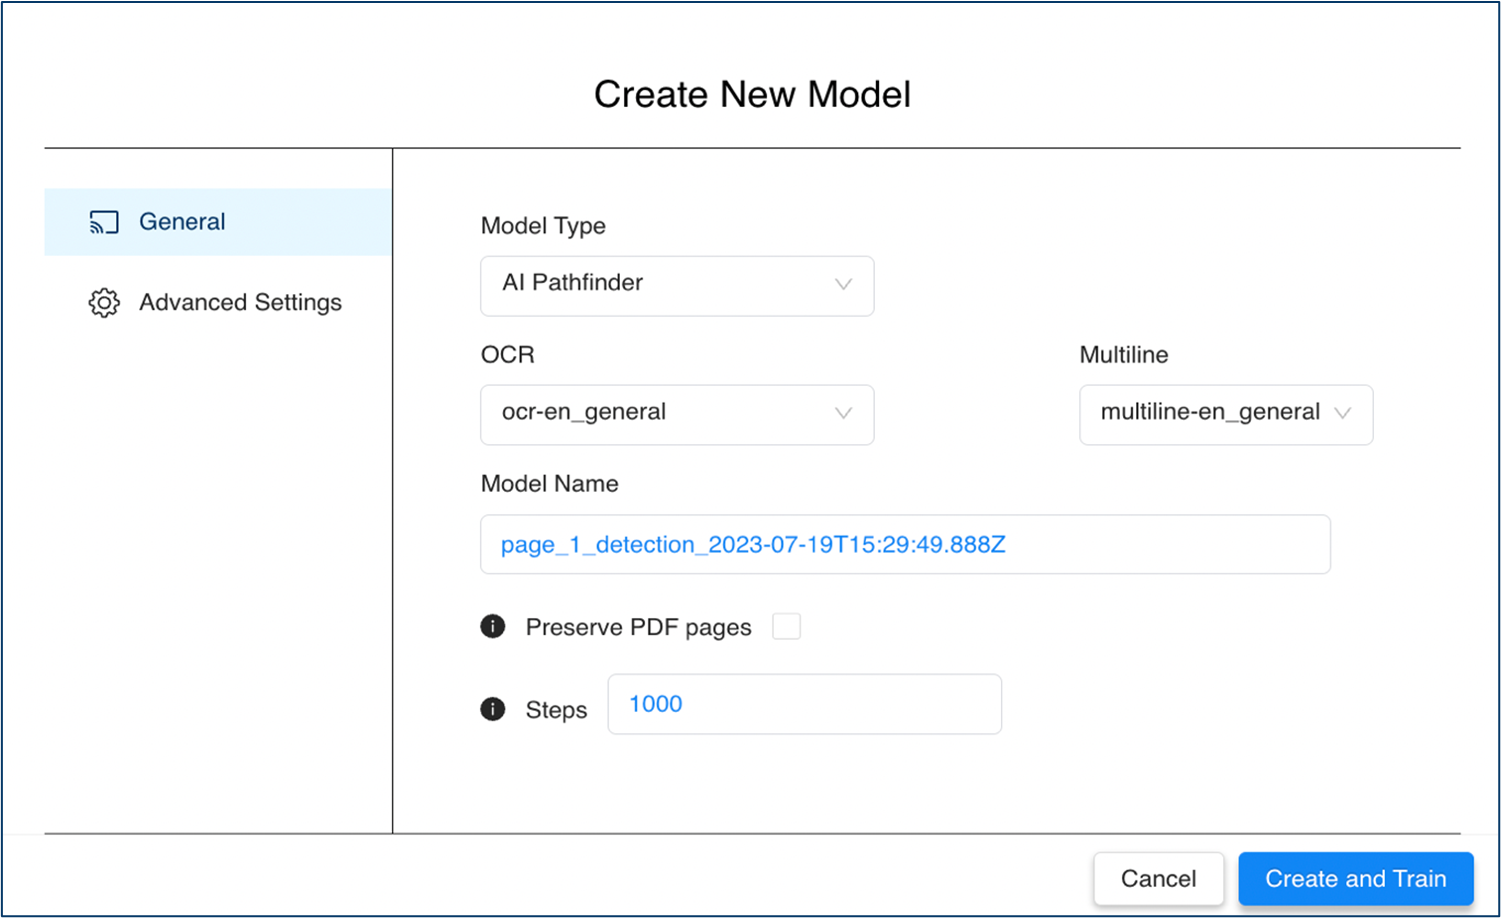 Create New Model
General
Advanced Settings
Model Type
AI Pathfinder
OCR
Multiline
ocr-en_general
multiline-en_general
Model Name
page_1_detection_2023-07-19T15:29:49.888Z
Preserve PDF pages
Steps
1000
Cancel
Create and Train